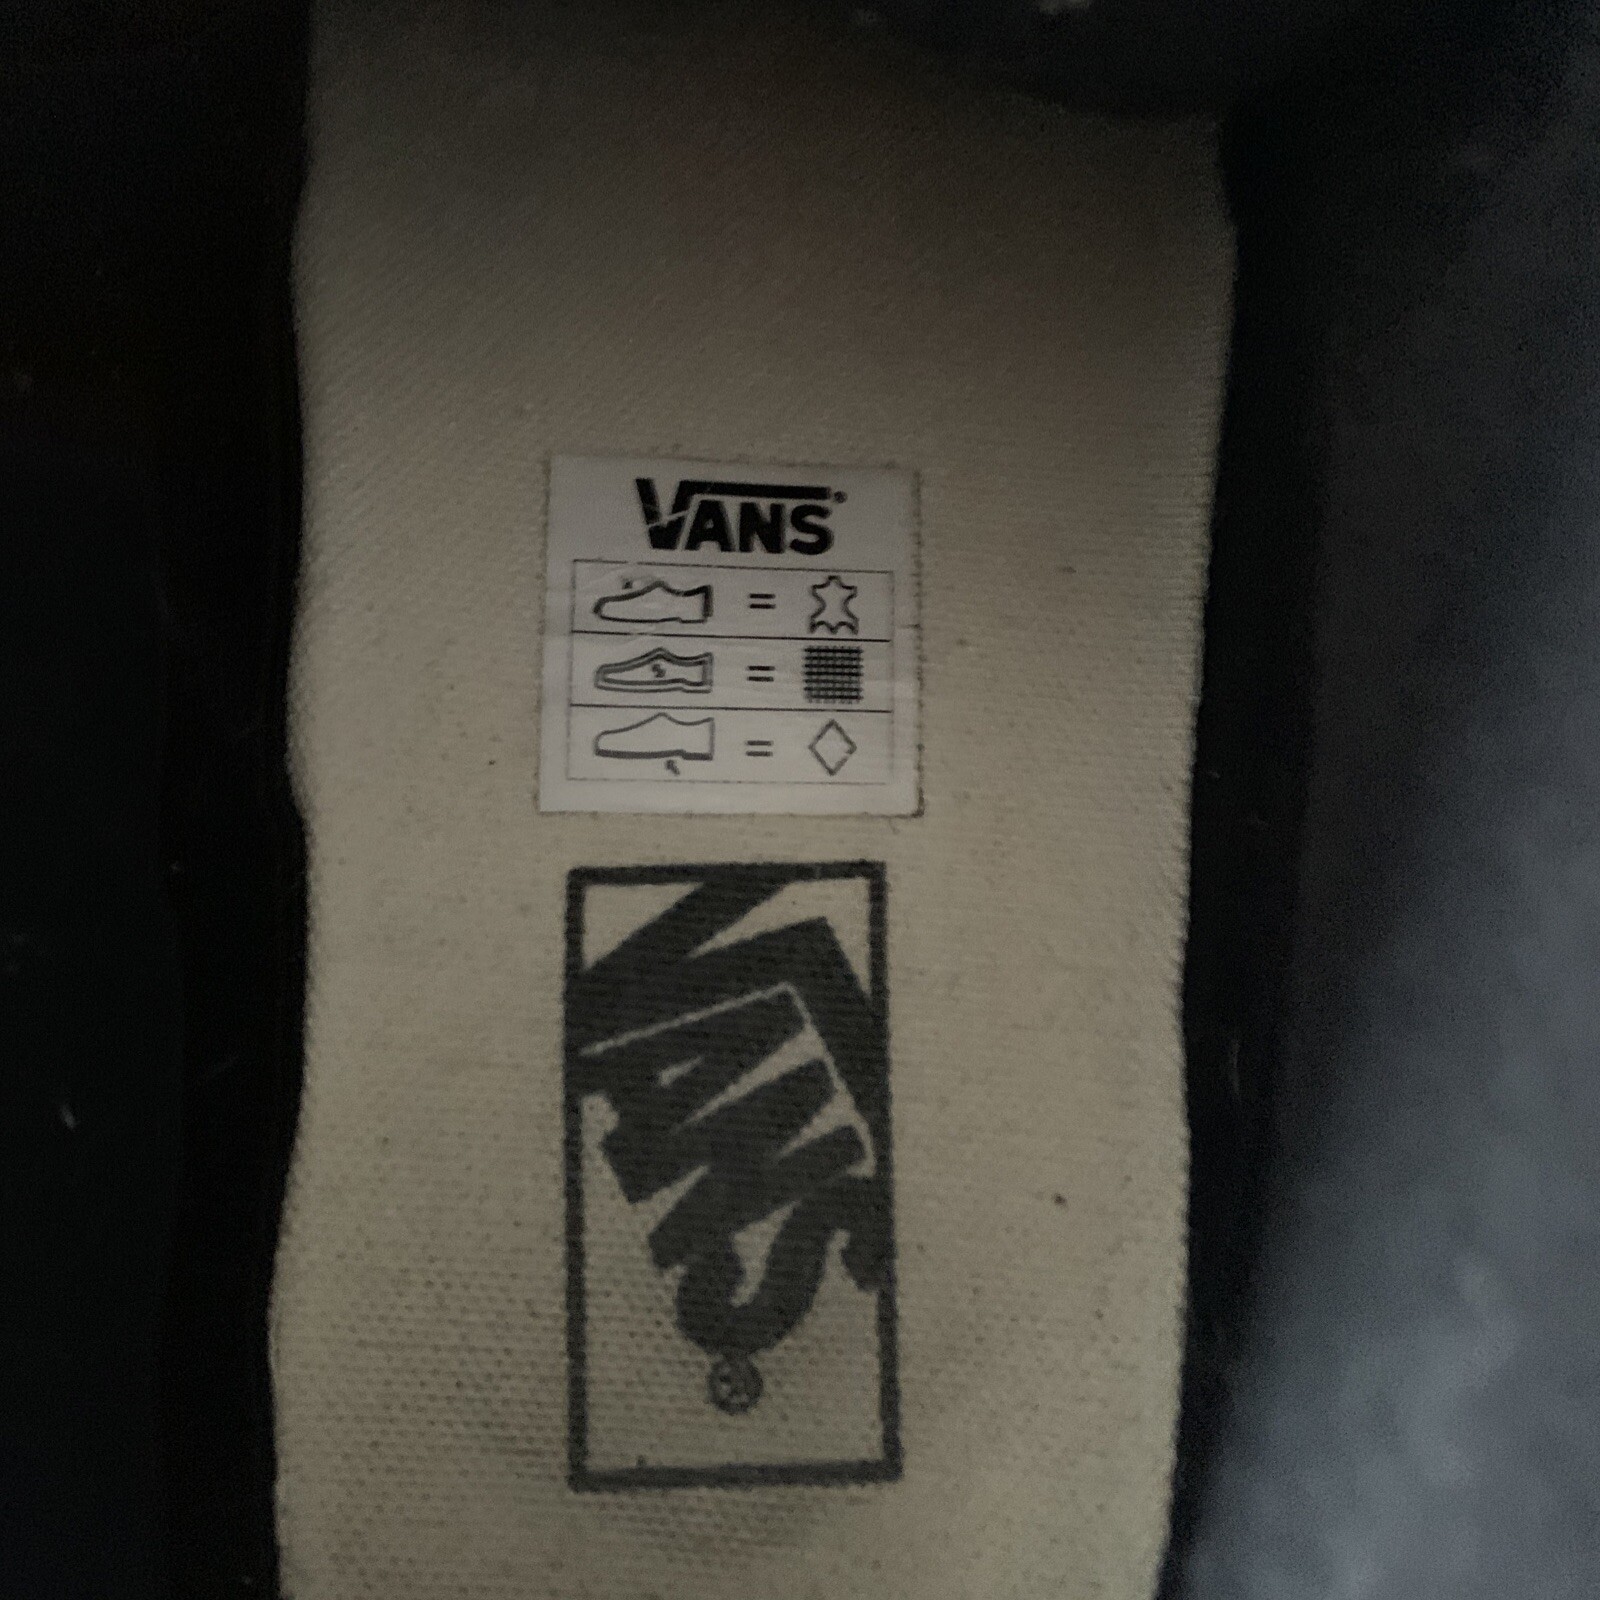 VANS®
=
=
=
VANS®